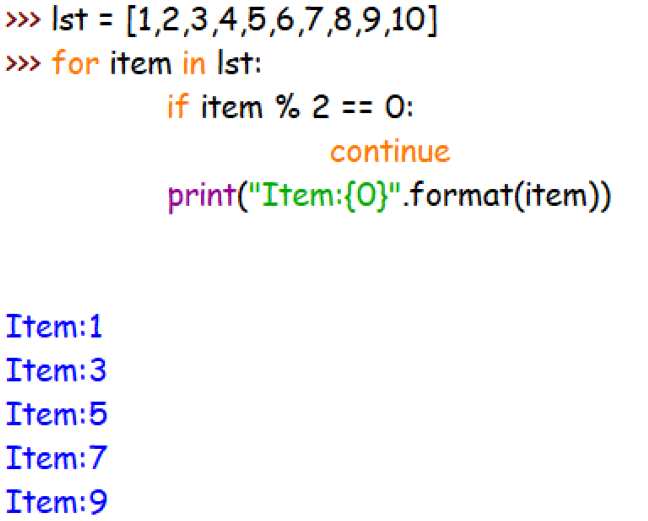 >>> lst = [1,2,3,4,5,6,7,8,9,10]
>>> for item in lst:
if item % 2 == 0:
continue
print("Item:{0}".format(item))
Item:1
Item:3
Item:5
Item:7
Item:9